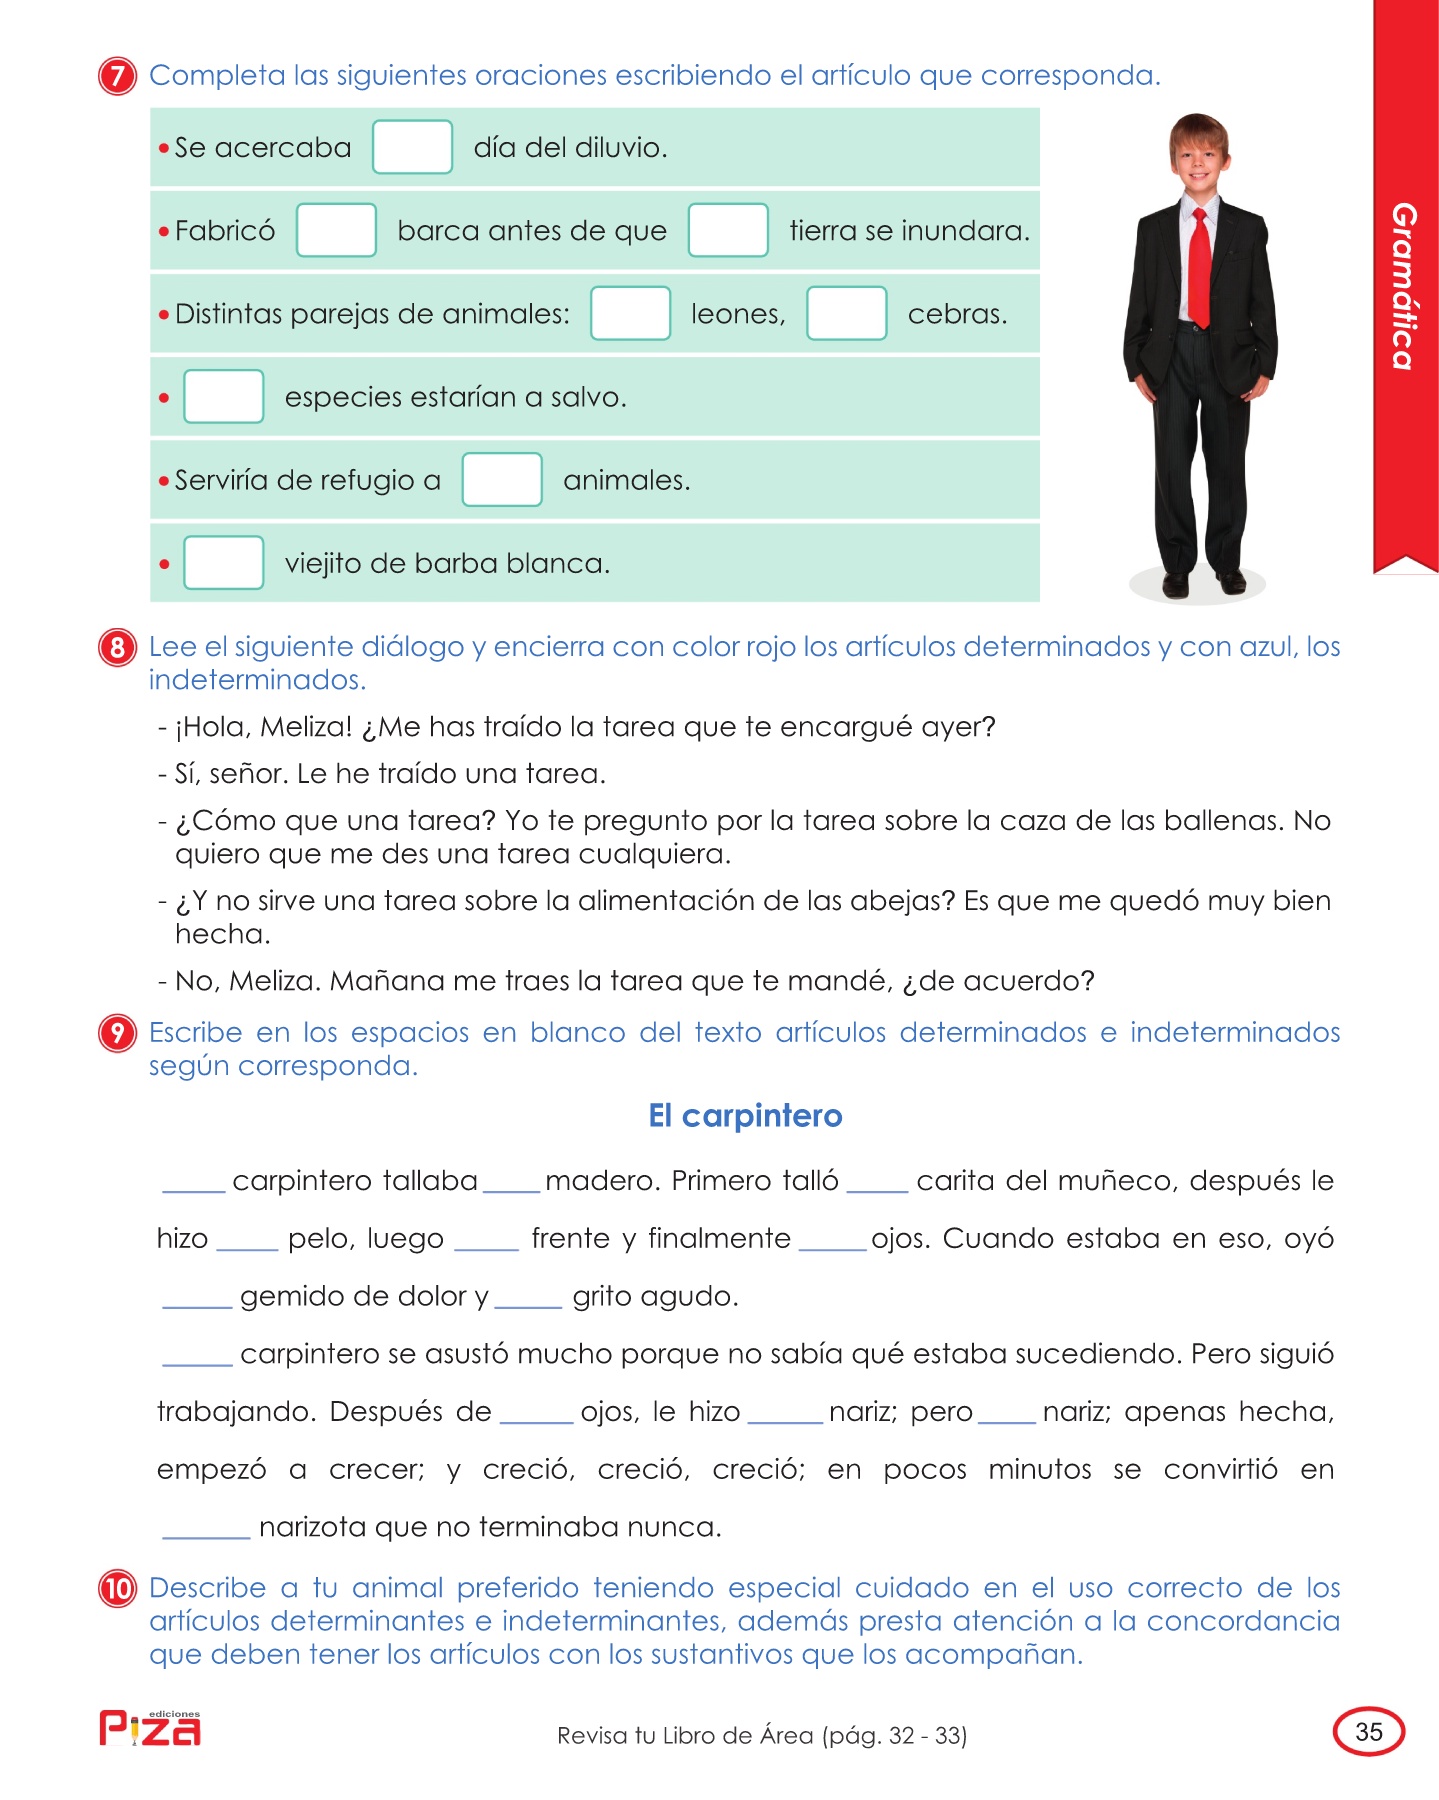 7 Completa las siguientes oraciones escribiendo el artículo que corresponda.
• Se acercaba día del diluvio.
• Fabricó barca antes de que tierra se inundara.
• Distintas parejas de animales: leones, cebras.
• especies estarían a salvo.
• Serviría de refugio a animales.
• viejito de barba blanca.
Gramática
8 Lee el siguiente diálogo y encierra con color rojo los artículos determinados y con azul, los
indeterminados.
- ¡Hola, Meliza! ¿Me has traído la tarea que te encargué ayer?
- Sí, señor. Le he traído una tarea.
- ¿Cómo que una tarea? Yo te pregunto por la tarea sobre la caza de las ballenas. No
quiero que me des una tarea cualquiera.
- ¿Y no sirve una tarea sobre la alimentación de las abejas? Es que me quedó muy bien
hecha.
- No, Meliza. Mañana me traes la tarea que te mandé, ¿de acuerdo?
9 Escribe en los espacios en blanco del texto artículos determinados e indeterminados
según corresponda.
El carpintero
____ carpintero tallaba ____ madero. Primero talló ____ carita del muñeco, después le
hizo ____ pelo, luego ____ frente y finalmente ____ ojos. Cuando estaba en eso, oyó
____ gemido de dolor y ____ grito agudo.
____ carpintero se asustó mucho porque no sabía qué estaba sucediendo. Pero siguió
trabajando. Después de ____ ojos, le hizo ____ nariz; pero ____ nariz; apenas hecha,
empezó a crecer; y creció, creció, creció; en pocos minutos se convirtió en
____ narizota que no terminaba nunca.
10 Describe a tu animal preferido teniendo especial cuidado en el uso correcto de los
artículos determinantes e indeterminantes, además presta atención a la concordancia
que deben tener los artículos con los sustantivos que los acompañan.
ediciones
Piza
Revisa tu Libro de Área (pág. 32 - 33)
35